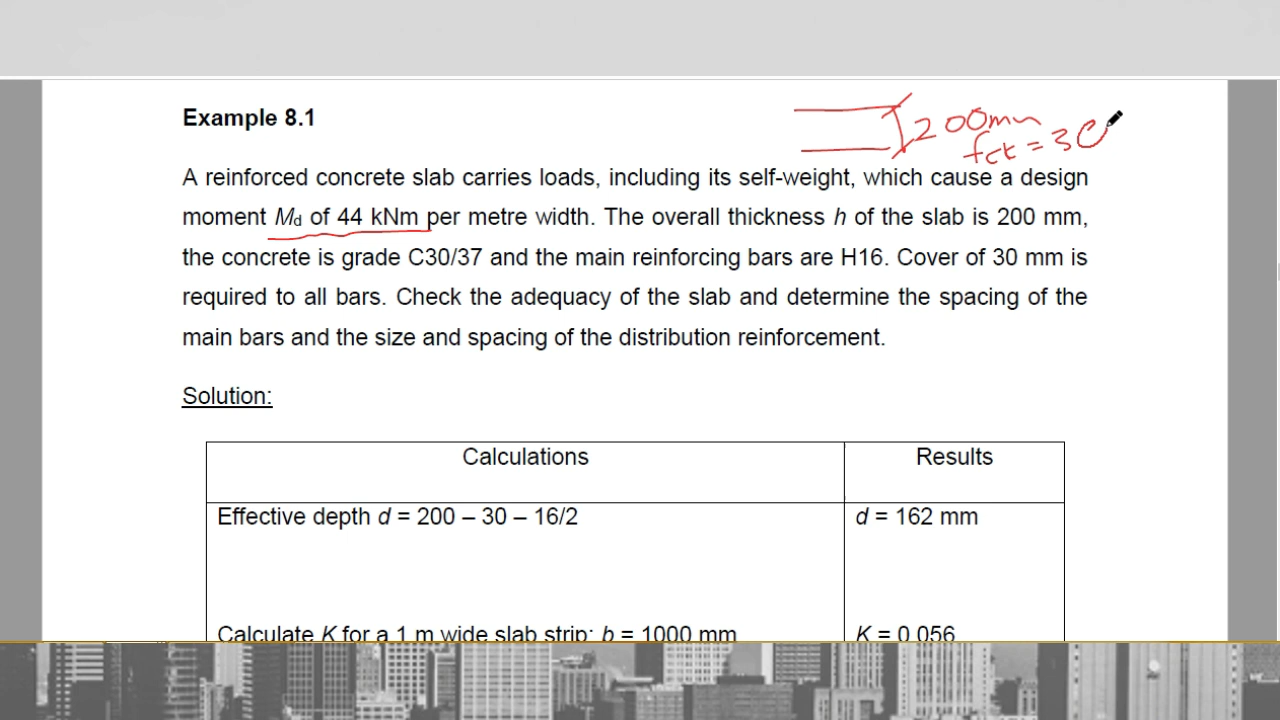 Example 8.1
200mm
fck = 30
A reinforced concrete slab carries loads, including its self-weight, which cause a design
moment Md of 44 kNm per metre width. The overall thickness h of the slab is 200 mm,
the concrete is grade C30/37 and the main reinforcing bars are H16. Cover of 30 mm is
required to all bars. Check the adequacy of the slab and determine the spacing of the
main bars and the size and spacing of the distribution reinforcement.
Solution:
Calculations Results
Effective depth d = 200 – 30 – 16/2 d = 162 mm
Calculate K for a 1 m wide slab strip; b = 1000 mm K = 0.056